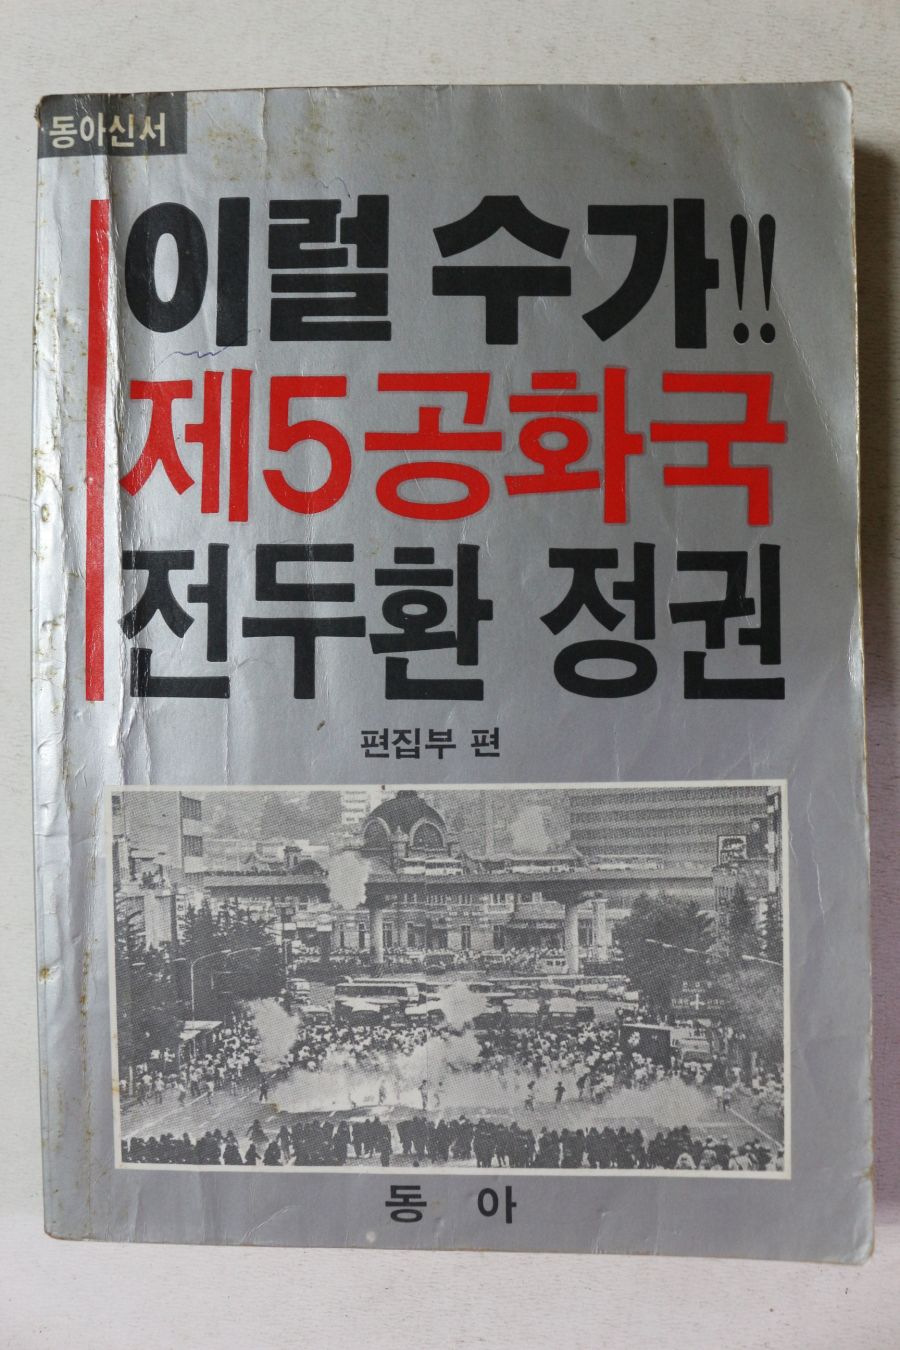 동아신서
이럴 수가!!
제5공화국
전두환 정권
편집부 편
동 아